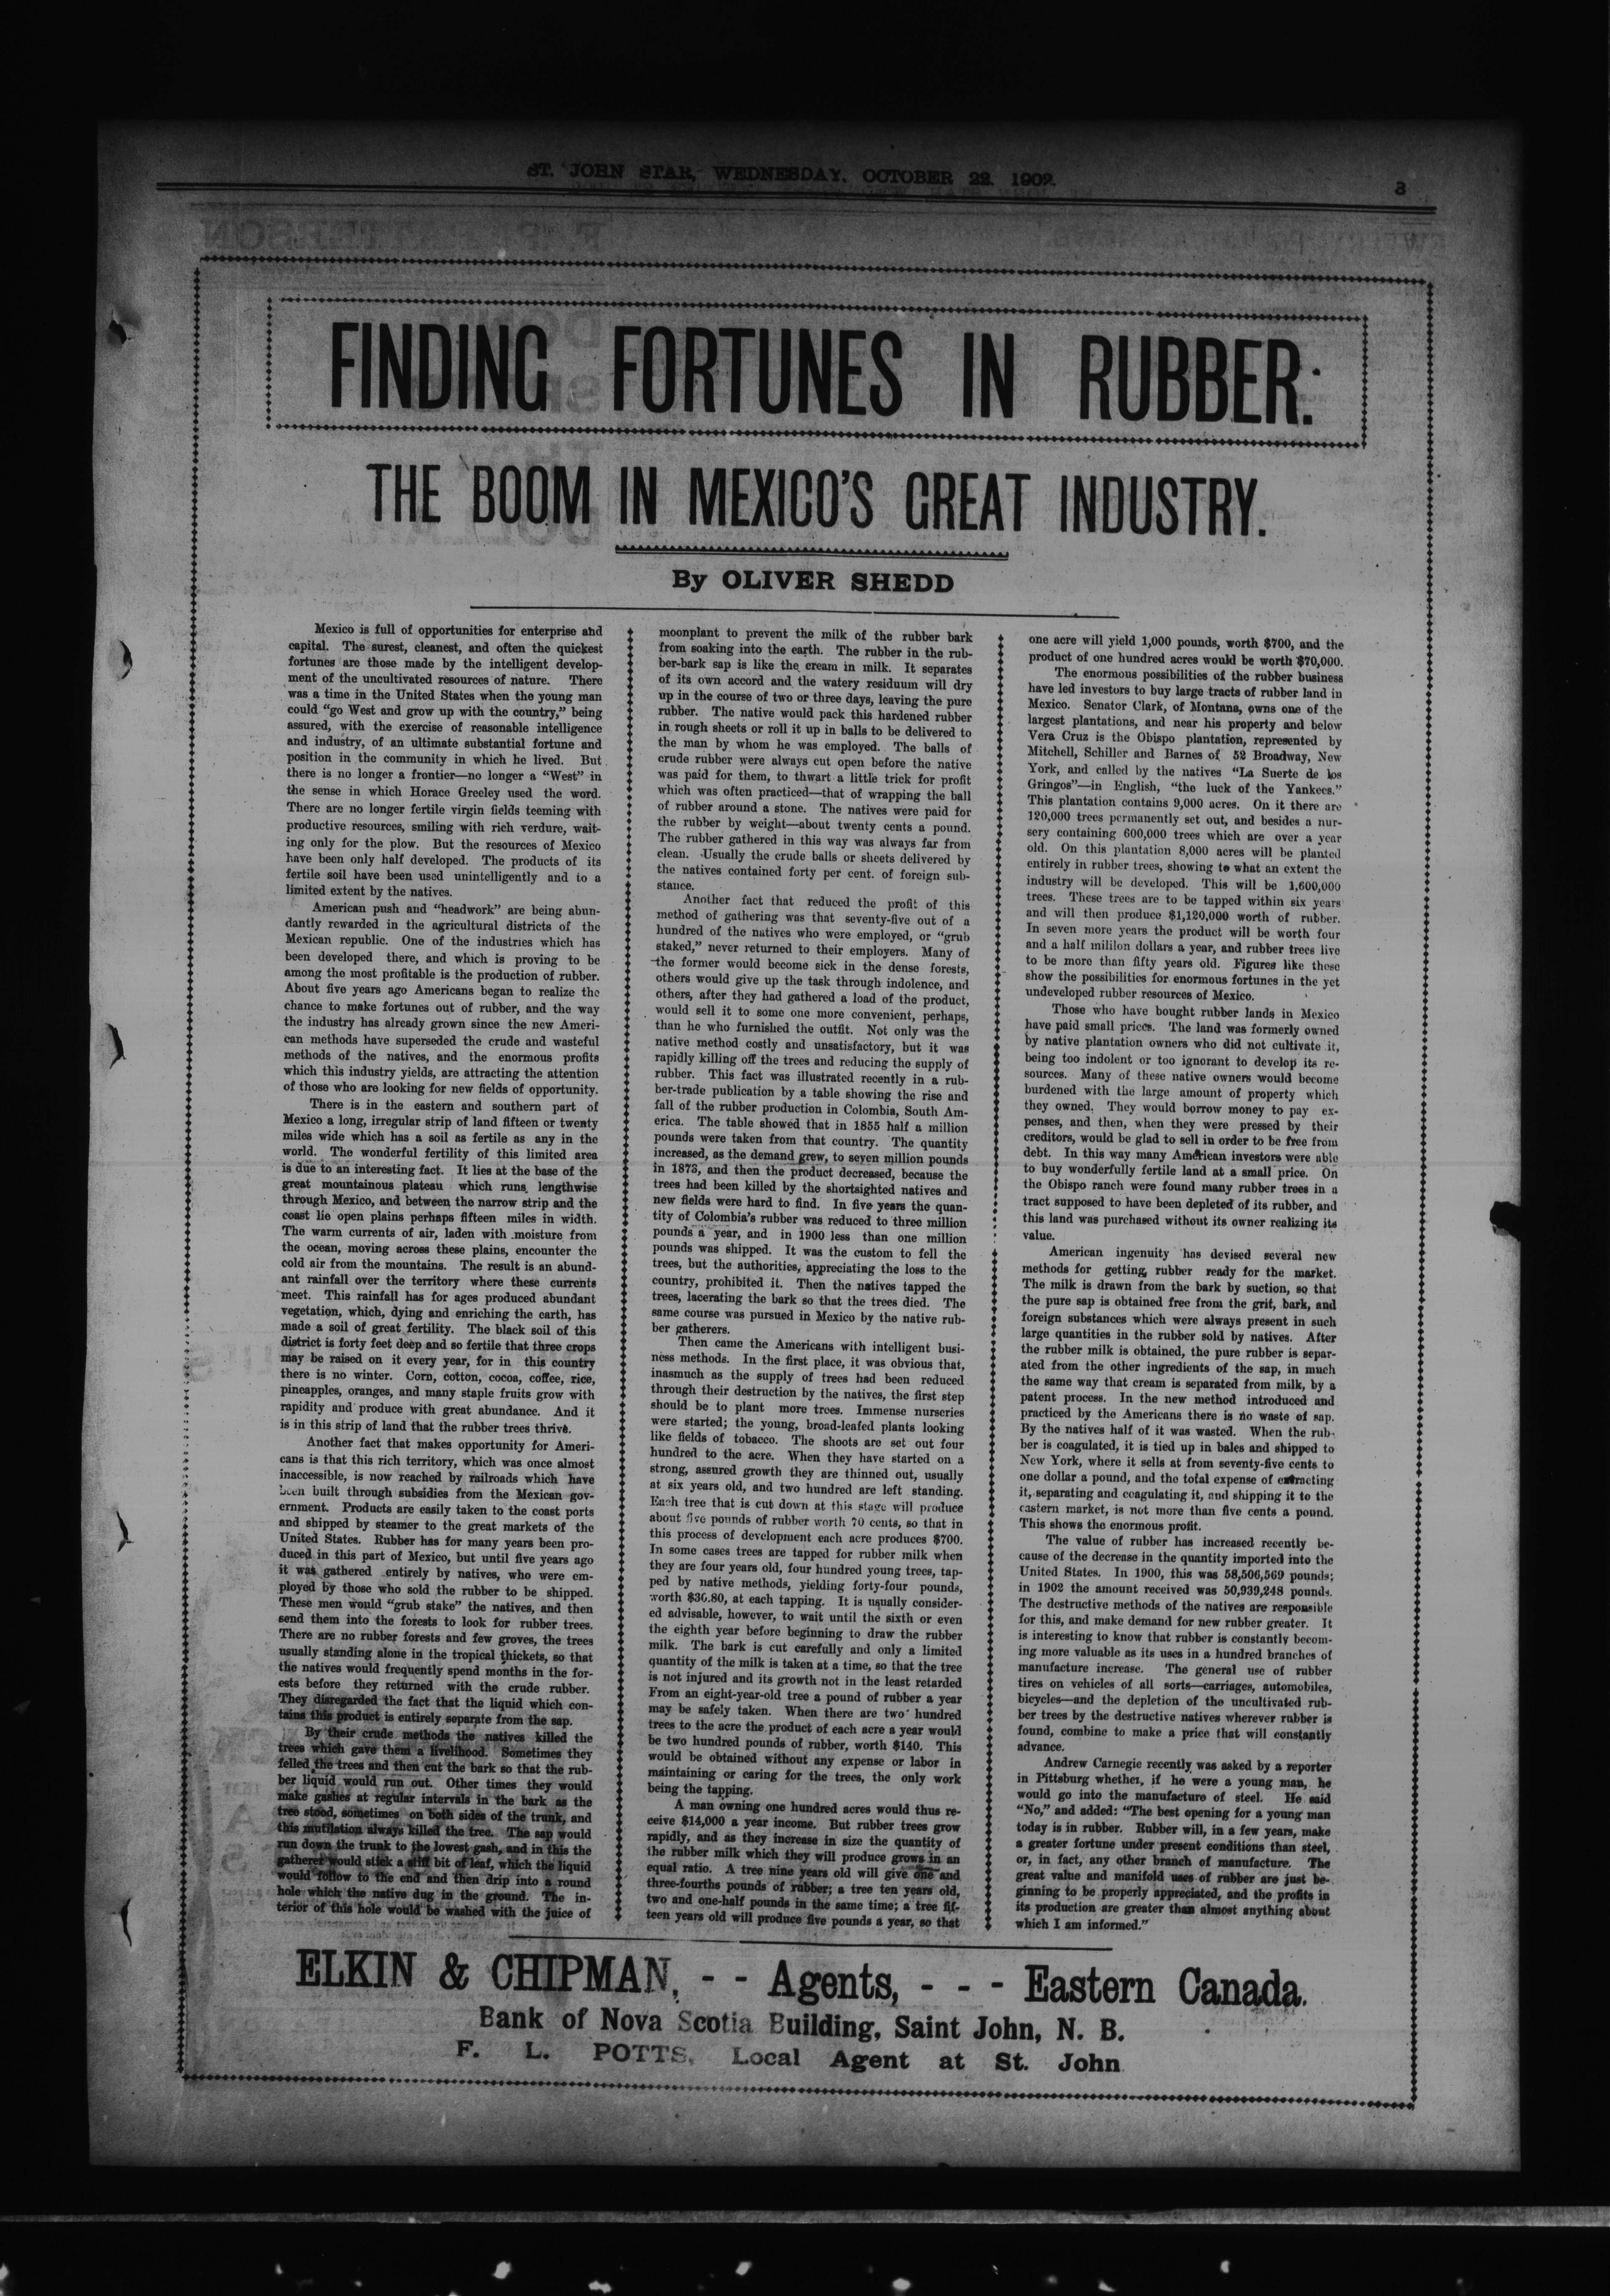 ST. JOHN STAR, WEDNESDAY, OCTOBER 22, 1902.
3
FINDING FORTUNES IN RUBBER:
THE BOOM IN MEXICO'S GREAT INDUSTRY.
By OLIVER SHEDD
Mexico is full of opportunities for enterprise and
capital. The surest, cleanest, and often the quickest
fortunes are those made by the intelligent develop-
ment of the uncultivated resources of nature. There
was a time in the United States when the young man
could "go West and grow up with the country," being
assured, with the exercise of reasonable intelligence
and industry, of an ultimate substantial fortune and
position in the community in which he lived. But
there is no longer a frontier—no longer a "West" in
the sense in which Horace Greeley used the word.
There are no longer fertile virgin fields teeming with
productive resources, smiling with rich verdure, wait-
ing only for the plow. But the resources of Mexico
have been only half developed. The products of its
fertile soil have been used unintelligently and to a
limited extent by the natives.
American push and "headwork" are being abun-
dantly rewarded in the agricultural districts of the
Mexican republic. One of the industries which has
been developed there, and which is proving to be
among the most profitable is the production of rubber.
About five years ago Americans began to realize the
chance to make fortunes out of rubber, and the way
the industry has already grown since the new Ameri-
can methods have superseded the crude and wasteful
methods of the natives, and the enormous profits
which this industry yields, are attracting the attention
of those who are looking for new fields of opportunity.
There is in the eastern and southern part of
Mexico a long, irregular strip of land fifteen or twenty
miles wide which has a soil as fertile as any in the
world. The wonderful fertility of this limited area
is due to an interesting fact. It lies at the base of the
great mountainous plateau which runs lengthwise
through Mexico, and between the narrow strip and the
coast lie open plains perhaps fifteen miles in width.
The warm currents of air, laden with moisture from
the ocean, moving across these plains, encounter the
cold air from the mountains. The result is an abund-
ant rainfall over the territory where these currents
meet. This rainfall has for ages produced abundant
vegetation, which, dying and enriching the earth, has
made a soil of great fertility. The black soil of this
district is forty feet deep and so fertile that three crops
may be raised on it every year, for in this country
there is no winter. Corn, cotton, cocoa, coffee, rice,
pineapples, oranges, and many staple fruits grow with
rapidity and produce with great abundance. And it
is in this strip of land that the rubber trees thrive.
Another fact that makes opportunity for Ameri-
cans is that this rich territory, which was once almost
inaccessible, is now reached by railroads which have
been built through subsidies from the Mexican gov-
ernment. Products are easily taken to the coast ports
and shipped by steamer to the great markets of the
United States. Rubber has for many years been pro-
duced in this part of Mexico, but until five years ago
it was gathered entirely by natives, who were em-
ployed by those who sold the rubber to be shipped.
These men would "grub stake" the natives, and then
send them into the forests to look for rubber trees.
There are no rubber forests and few groves, the trees
usually standing alone in the tropical thickets, so that
the natives would frequently spend months in the for-
ests before they returned with the crude rubber.
They disregarded the fact that the liquid which con-
tains this product is entirely separate from the sap.
By their crude methods the natives killed the
trees which gave them a livelihood. Sometimes they
felled the trees and then cut the bark so that the rub-
ber liquid would run out. Other times they would
make gashes at regular intervals in the bark as the
tree stood, sometimes on both sides of the trunk, and
this mutilation always killed the tree. The sap would
run down the trunk to the lowest gash, and in this the
gatherer would stick a stiff bit of leaf, which the liquid
would follow to the end and then drip into a round
hole which the native dug in the ground. The in-
terior of this hole would be washed with the juice of
moonplant to prevent the milk of the rubber bark
from soaking into the earth. The rubber in the rub-
ber-bark sap is like the cream in milk. It separates
of its own accord and the watery residuum will dry
up in the course of two or three days, leaving the pure
rubber. The native would pack this hardened rubber
in rough sheets or roll it up in balls to be delivered to
the man by whom he was employed. The balls of
crude rubber were always cut open before the native
was paid for them, to thwart a little trick for profit
which was often practiced—that of wrapping the ball
of rubber around a stone. The natives were paid for
the rubber by weight—about twenty cents a pound.
The rubber gathered in this way was always far from
clean. Usually the crude balls or sheets delivered by
the natives contained forty per cent. of foreign sub-
stance.
Another fact that reduced the profit of this
method of gathering was that seventy-five out of a
hundred of the natives who were employed, or "grub
staked," never returned to their employers. Many of
the former would become sick in the dense forests,
others would give up the task through indolence, and
others, after they had gathered a load of the product,
would sell it to some one more convenient, perhaps,
than he who furnished the outfit. Not only was the
native method costly and unsatisfactory, but it was
rapidly killing off the trees and reducing the supply of
rubber. This fact was illustrated recently in a rub-
ber-trade publication by a table showing the rise and
fall of the rubber production in Colombia, South Am-
erica. The table showed that in 1855 half a million
pounds were taken from that country. The quantity
increased, as the demand grew, to seven million pounds
in 1873, and then the product decreased, because the
trees had been killed by the shortsighted natives and
new fields were hard to find. In five years the quan-
tity of Colombia's rubber was reduced to three million
pounds a year, and in 1900 less than one million
pounds was shipped. It was the custom to fell the
trees, but the authorities, appreciating the loss to the
country, prohibited it. Then the natives tapped the
trees, lacerating the bark so that the trees died. The
same course was pursued in Mexico by the native rub-
ber gatherers.
Then came the Americans with intelligent busi-
ness methods. In the first place, it was obvious that,
inasmuch as the supply of trees had been reduced
through their destruction by the natives, the first step
should be to plant more trees. Immense nurseries
were started; the young, broad-leafed plants looking
like fields of tobacco. The shoots are set out four
hundred to the acre. When they have started on a
strong, assured growth they are thinned out, usually
at six years old, and two hundred are left standing.
Each tree that is cut down at this stage will produce
about five pounds of rubber worth 70 cents, so that in
this process of development each acre produces $700.
In some cases trees are tapped for rubber milk when
they are four years old, four hundred young trees, tap-
ped by native methods, yielding forty-four pounds,
worth $30.80, at each tapping. It is usually consider-
ed advisable, however, to wait until the sixth or even
the eighth year before beginning to draw the rubber
milk. The bark is cut carefully and only a limited
quantity of the milk is taken at a time, so that the tree
is not injured and its growth not in the least retarded
From an eight-year-old tree a pound of rubber a year
may be safely taken. When there are two hundred
trees to the acre the product of each acre a year would
be two hundred pounds of rubber, worth $140. This
would be obtained without any expense or labor in
maintaining or caring for the trees, the only work
being the tapping.
A man owning one hundred acres would thus re-
ceive $14,000 a year income. But rubber trees grow
rapidly, and as they increase in size the quantity of
the rubber milk which they will produce grows in an
equal ratio. A tree nine years old will give one and
three-fourths pounds of rubber; a tree ten years old,
two and one-half pounds in the same time; a tree fif-
teen years old will produce five pounds a year, so that
one acre will yield 1,000 pounds, worth $700, and the
product of one hundred acres would be worth $70,000.
The enormous possibilities of the rubber business
have led investors to buy large tracts of rubber land in
Mexico. Senator Clark, of Montana, owns one of the
largest plantations, and near his property and below
Vera Cruz is the Obispo plantation, represented by
Mitchell, Schiller and Barnes of 52 Broadway, New
York, and called by the natives "La Suerte de los
Gringos"—in English, "the luck of the Yankees."
This plantation contains 9,000 acres. On it there are
120,000 trees permanently set out, and besides a nur-
sery containing 600,000 trees which are over a year
old. On this plantation 8,000 acres will be planted
entirely in rubber trees, showing to what an extent the
industry will be developed. This will be 1,600,000
trees. These trees are to be tapped within six years
and will then produce $1,120,000 worth of rubber.
In seven more years the product will be worth four
and a half mililon dollars a year, and rubber trees live
to be more than fifty years old. Figures like these
show the possibilities for enormous fortunes in the yet
undeveloped rubber resources of Mexico.
Those who have bought rubber lands in Mexico
have paid small prices. The land was formerly owned
by native plantation owners who did not cultivate it,
being too indolent or too ignorant to develop its re-
sources. Many of these native owners would become
burdened with the large amount of property which
they owned. They would borrow money to pay ex-
penses, and then, when they were pressed by their
creditors, would be glad to sell in order to be free from
debt. In this way many American investors were able
to buy wonderfully fertile land at a small price. On
the Obispo ranch were found many rubber trees in a
tract supposed to have been depleted of its rubber, and
this land was purchased without its owner realizing its
value.
American ingenuity has devised several new
methods for getting rubber ready for the market.
The milk is drawn from the bark by suction, so that
the pure sap is obtained free from the grit, bark, and
foreign substances which were always present in such
large quantities in the rubber sold by natives. After
the rubber milk is obtained, the pure rubber is separ-
ated from the other ingredients of the sap, in much
the same way that cream is separated from milk, by a
patent process. In the new method introduced and
practiced by the Americans there is no waste of sap.
By the natives half of it was wasted. When the rub-
ber is coagulated, it is tied up in bales and shipped to
New York, where it sells at from seventy-five cents to
one dollar a pound, and the total expense of extracting
it, separating and coagulating it, and shipping it to the
eastern market, is not more than five cents a pound.
This shows the enormous profit.
The value of rubber has increased recently be-
cause of the decrease in the quantity imported into the
United States. In 1900, this was 58,506,569 pounds;
in 1902 the amount received was 50,939,248 pounds.
The destructive methods of the natives are responsible
for this, and make demand for new rubber greater. It
is interesting to know that rubber is constantly becom-
ing more valuable as its uses in a hundred branches of
manufacture increase. The general use of rubber
tires on vehicles of all sorts—carriages, automobiles,
bicycles—and the depletion of the uncultivated rub-
ber trees by the destructive natives wherever rubber is
found, combine to make a price that will constantly
advance.
Andrew Carnegie recently was asked by a reporter
in Pittsburg whether, if he were a young man, he
would go into the manufacture of steel. He said
"No," and added: "The best opening for a young man
today is in rubber. Rubber will, in a few years, make
a greater fortune under present conditions than steel,
or, in fact, any other branch of manufacture. The
great value and manifold uses of rubber are just be-
ginning to be properly appreciated, and the profits in
its production are greater than almost anything about
which I am informed."
ELKIN & CHIPMAN, - - Agents, - - - Eastern Canada.
Bank of Nova Scotia Building, Saint John, N. B.
F. L. POTTS, Local Agent at St. John